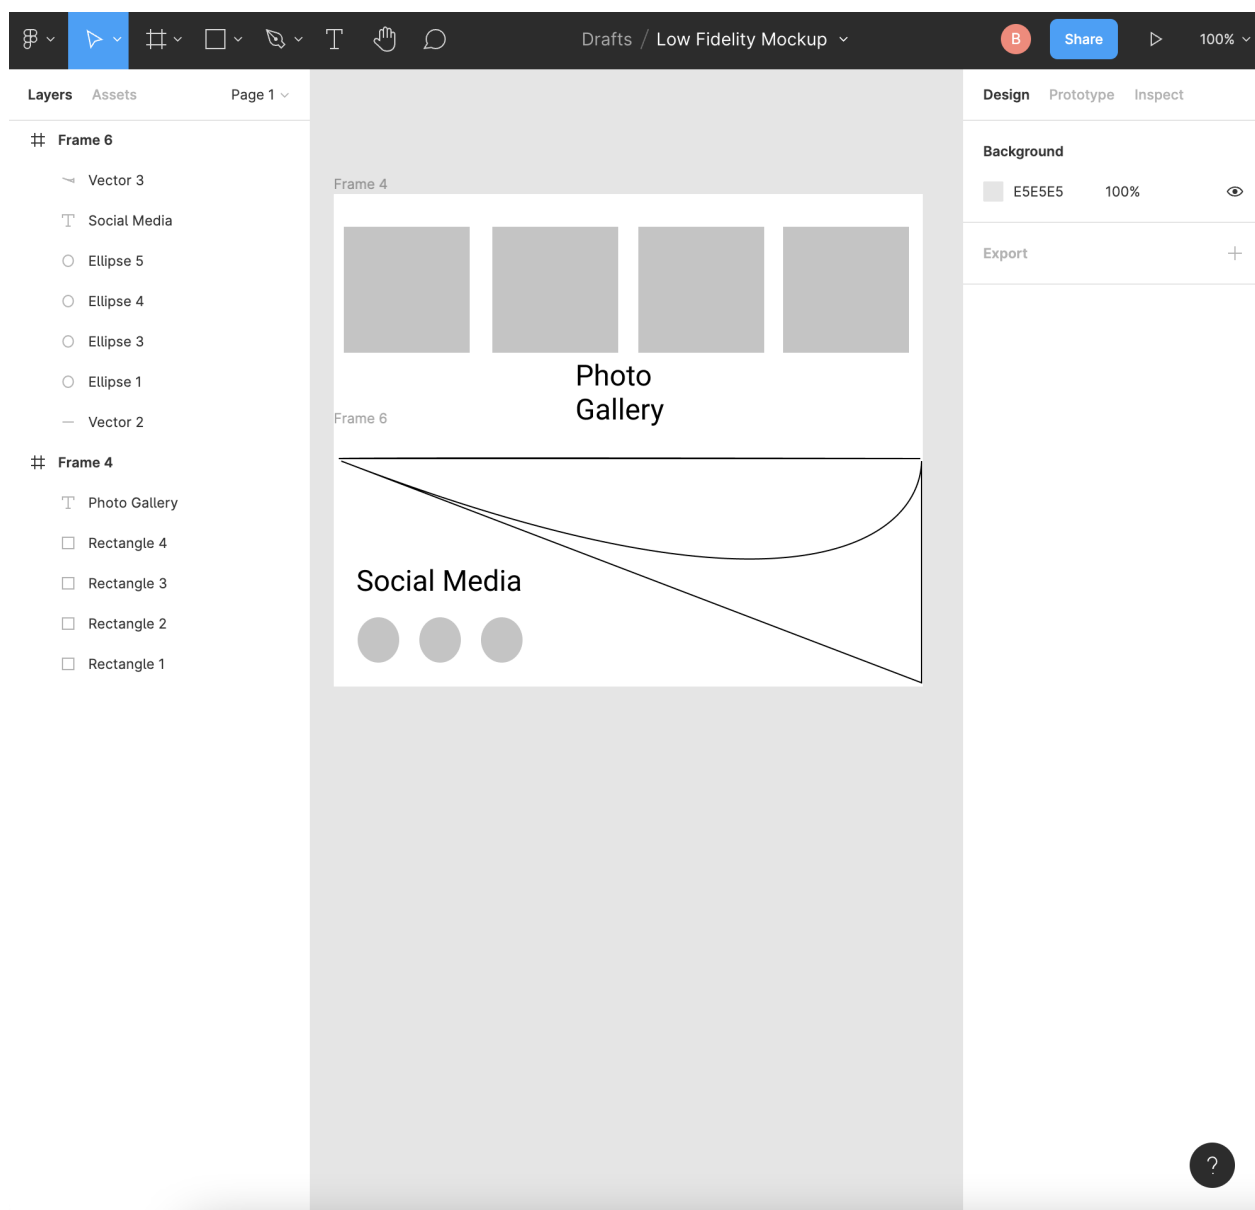 Drafts / Low Fidelity Mockup
B
Share
100%
Layers
Assets
Page 1
Frame 6
Vector 3
Social Media
Ellipse 5
Ellipse 4
Ellipse 3
Ellipse 1
Vector 2
Frame 4
Photo Gallery
Rectangle 4
Rectangle 3
Rectangle 2
Rectangle 1
Frame 4
Photo
Gallery
Frame 6
Social Media
Design
Prototype
Inspect
Background
E5E5E5
100%
Export
?